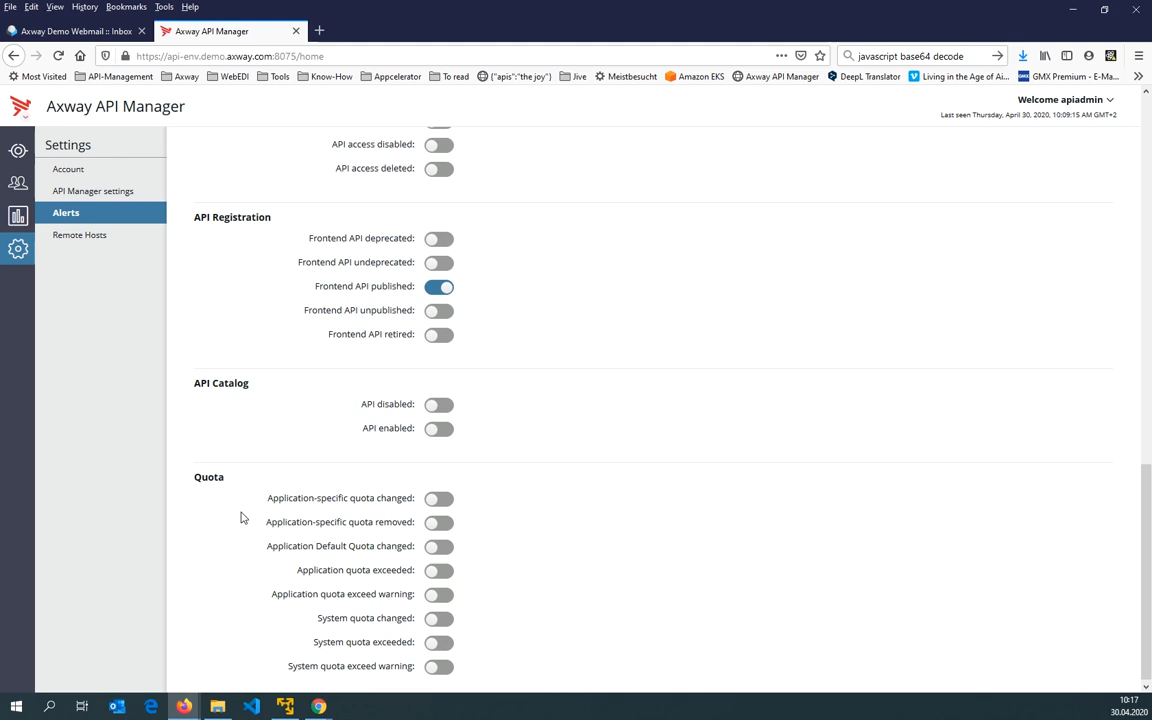 File Edit View History Bookmarks Tools Help
Axway Demo Webmail :: Inbox
Axway API Manager
https://api-env.demo.axway.com:8075/home
javascript base64 decode
Most Visited API-Management Axway WebEDI Tools Know-How Appcelerator To read {"apis":"the joy"} Jive Meistbesucht Amazon EKS Axway API Manager DeepL Translator Living in the Age of Ai... GMX Premium - E-Ma...
Axway API Manager
Welcome apiadmin
Last seen Thursday, April 30, 2020, 10:09:15 AM GMT+2
Settings
Account
API Manager settings
Alerts
Remote Hosts
API access disabled:
API access deleted:
API Registration
Frontend API deprecated:
Frontend API undeprecated:
Frontend API published:
Frontend API unpublished:
Frontend API retired:
API Catalog
API disabled:
API enabled:
Quota
Application-specific quota changed:
Application-specific quota removed:
Application Default Quota changed:
Application quota exceeded:
Application quota exceed warning:
System quota changed:
System quota exceeded:
System quota exceed warning:
10:17
30.04.2020